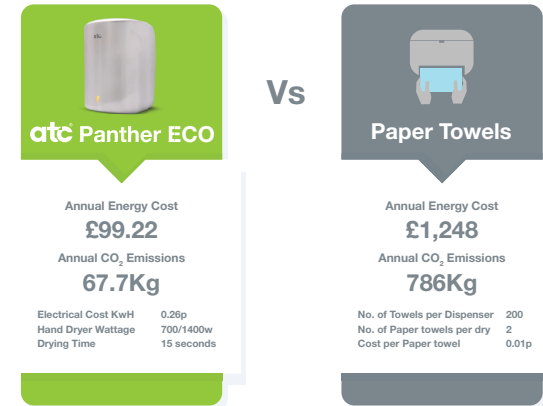 atc® Panther ECO
Annual Energy Cost
£99.22
Annual CO₂ Emissions
67.7Kg
Electrical Cost KwH 0.26p
Hand Dryer Wattage 700/1400w
Drying Time 15 seconds
Vs
Paper Towels
Annual Energy Cost
£1,248
Annual CO₂ Emissions
786Kg
No. of Towels per Dispenser 200
No. of Paper towels per dry 2
Cost per Paper towel 0.01p